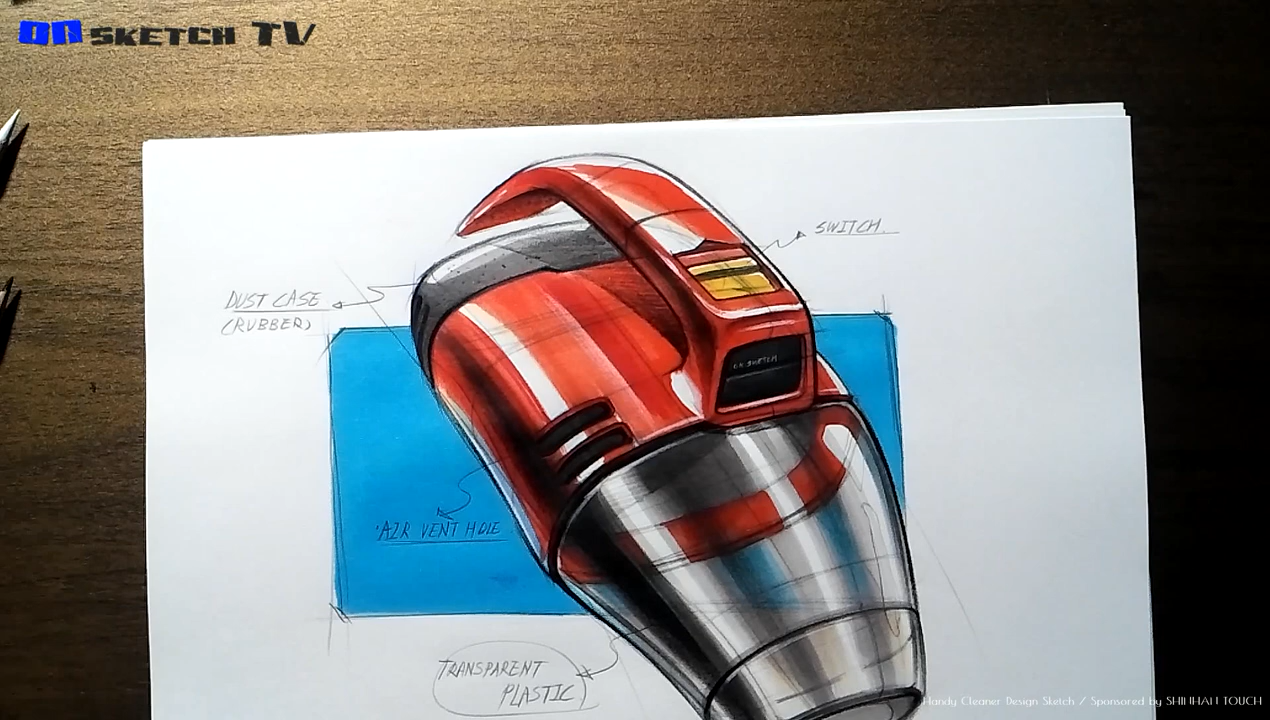 ON SKETCH TV
SWITCH
DUST CASE
(RUBBER)
ON SKETCH
AIR VENT HOLE
TRANSPARENT
PLASTIC
Handy Cleaner Design Sketch / Sponsored by SHINHAN TOUCH